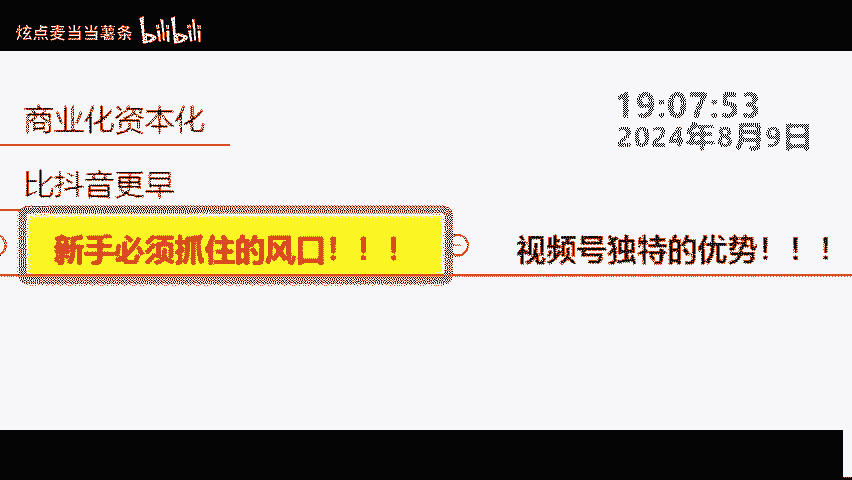 炫点麦当当薯条 bilibili
19:07:53
2024年8月9日
商业化资本化
比抖音更早
新手必须抓住的风口！！！
视频号独特的优势！！！